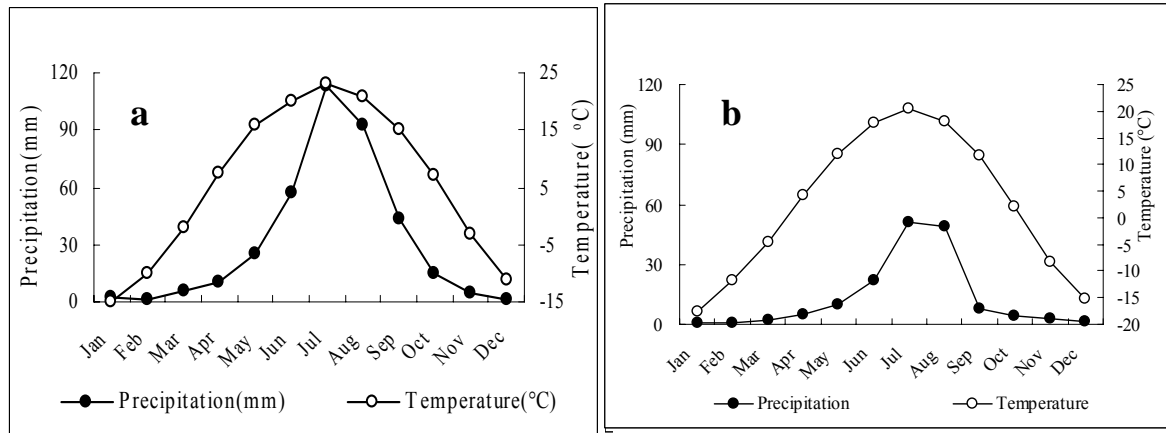 a
Precipitation(mm)
120
90
60
30
0
25
15
5
-5
-15
Temperature( °C)
Jan Feb Mar Apr May Jun Jul Aug Sep Oct Nov Dec
Precipitation(mm) Temperature(°C)
b
Precipitation (mm)
120
90
60
30
0
25
20
15
10
5
0
-5
-10
-15
-20
Temperature (°C)
Jan Feb Mar Apr May Jun Jul Aug Sep Oct Nov Dec
Precipitation Temperature